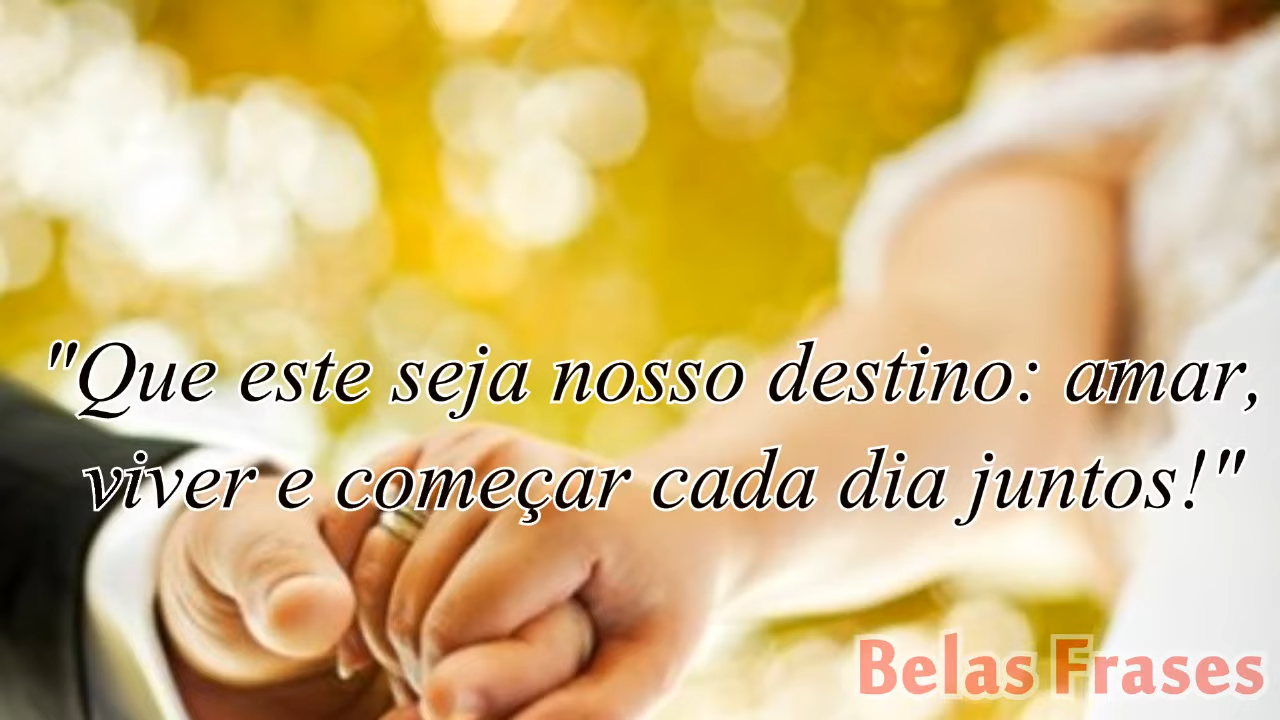 "Que este seja nosso destino: amar,
viver e começar cada dia juntos!"
Belas Frases